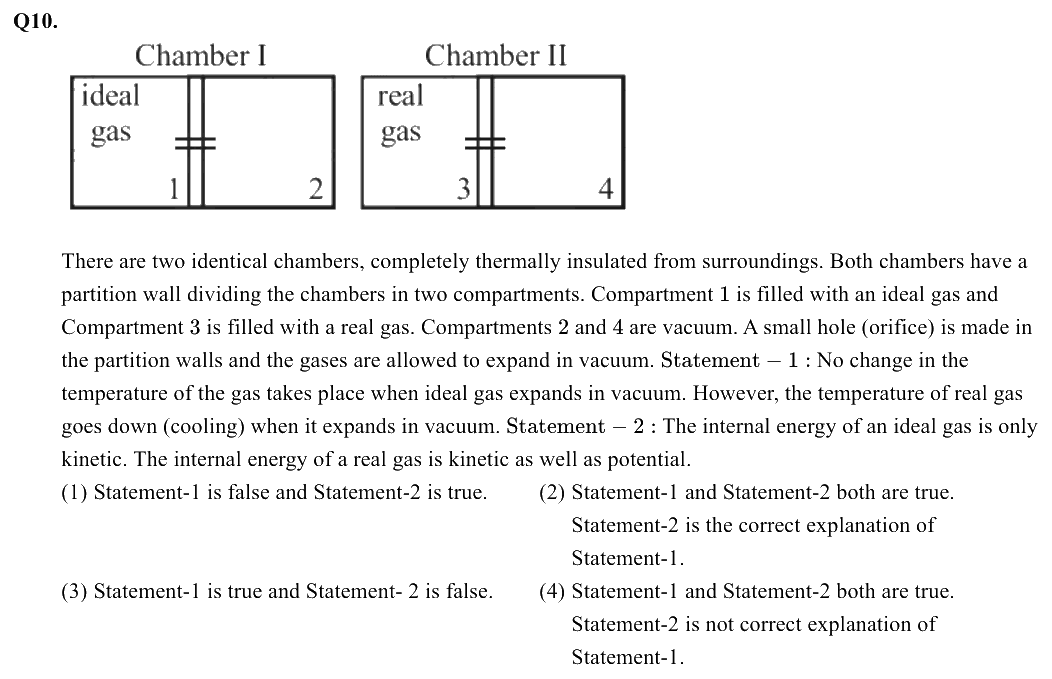 Q10.
Chamber I
Chamber II
ideal
gas
1
2
real
gas
3
4
There are two identical chambers, completely thermally insulated from surroundings. Both chambers have a
partition wall dividing the chambers in two compartments. Compartment 1 is filled with an ideal gas and
Compartment 3 is filled with a real gas. Compartments 2 and 4 are vacuum. A small hole (orifice) is made in
the partition walls and the gases are allowed to expand in vacuum. Statement − 1 : No change in the
temperature of the gas takes place when ideal gas expands in vacuum. However, the temperature of real gas
goes down (cooling) when it expands in vacuum. Statement − 2 : The internal energy of an ideal gas is only
kinetic. The internal energy of a real gas is kinetic as well as potential.
(1) Statement-1 is false and Statement-2 is true.
(2) Statement-1 and Statement-2 both are true.
Statement-2 is the correct explanation of
Statement-1.
(3) Statement-1 is true and Statement- 2 is false.
(4) Statement-1 and Statement-2 both are true.
Statement-2 is not correct explanation of
Statement-1.